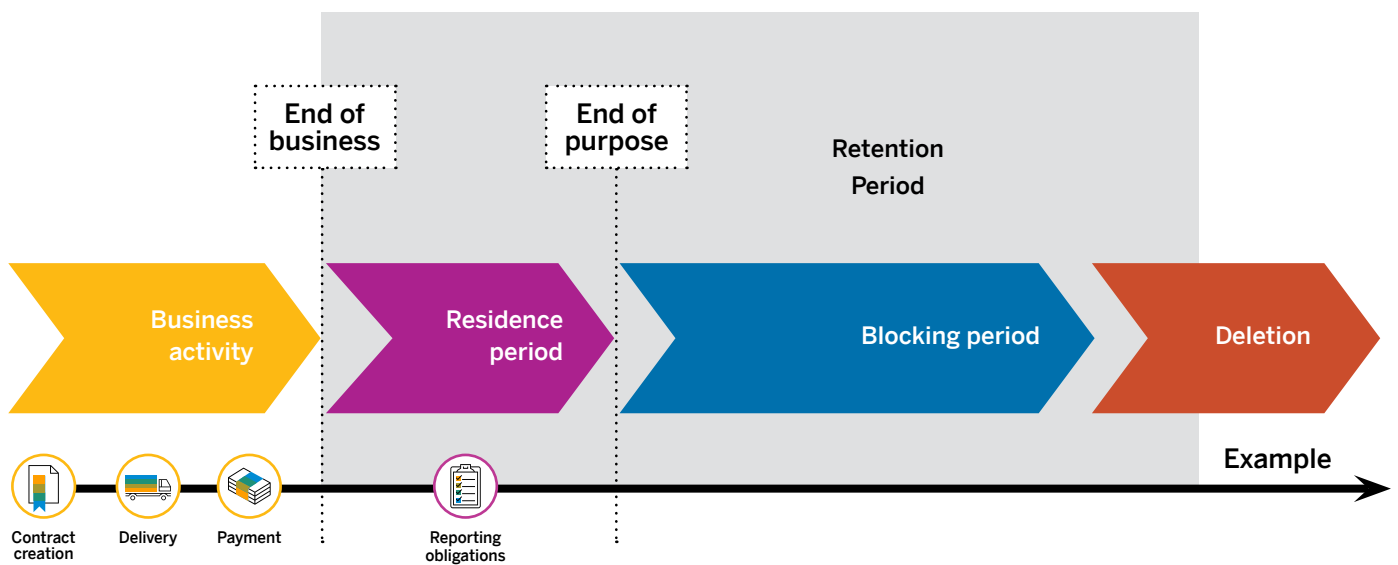 End of
business
End of
purpose
Retention
Period
Business
activity
Residence
period
Blocking period
Deletion
Example
Contract
creation
Delivery
Payment
Reporting
obligations